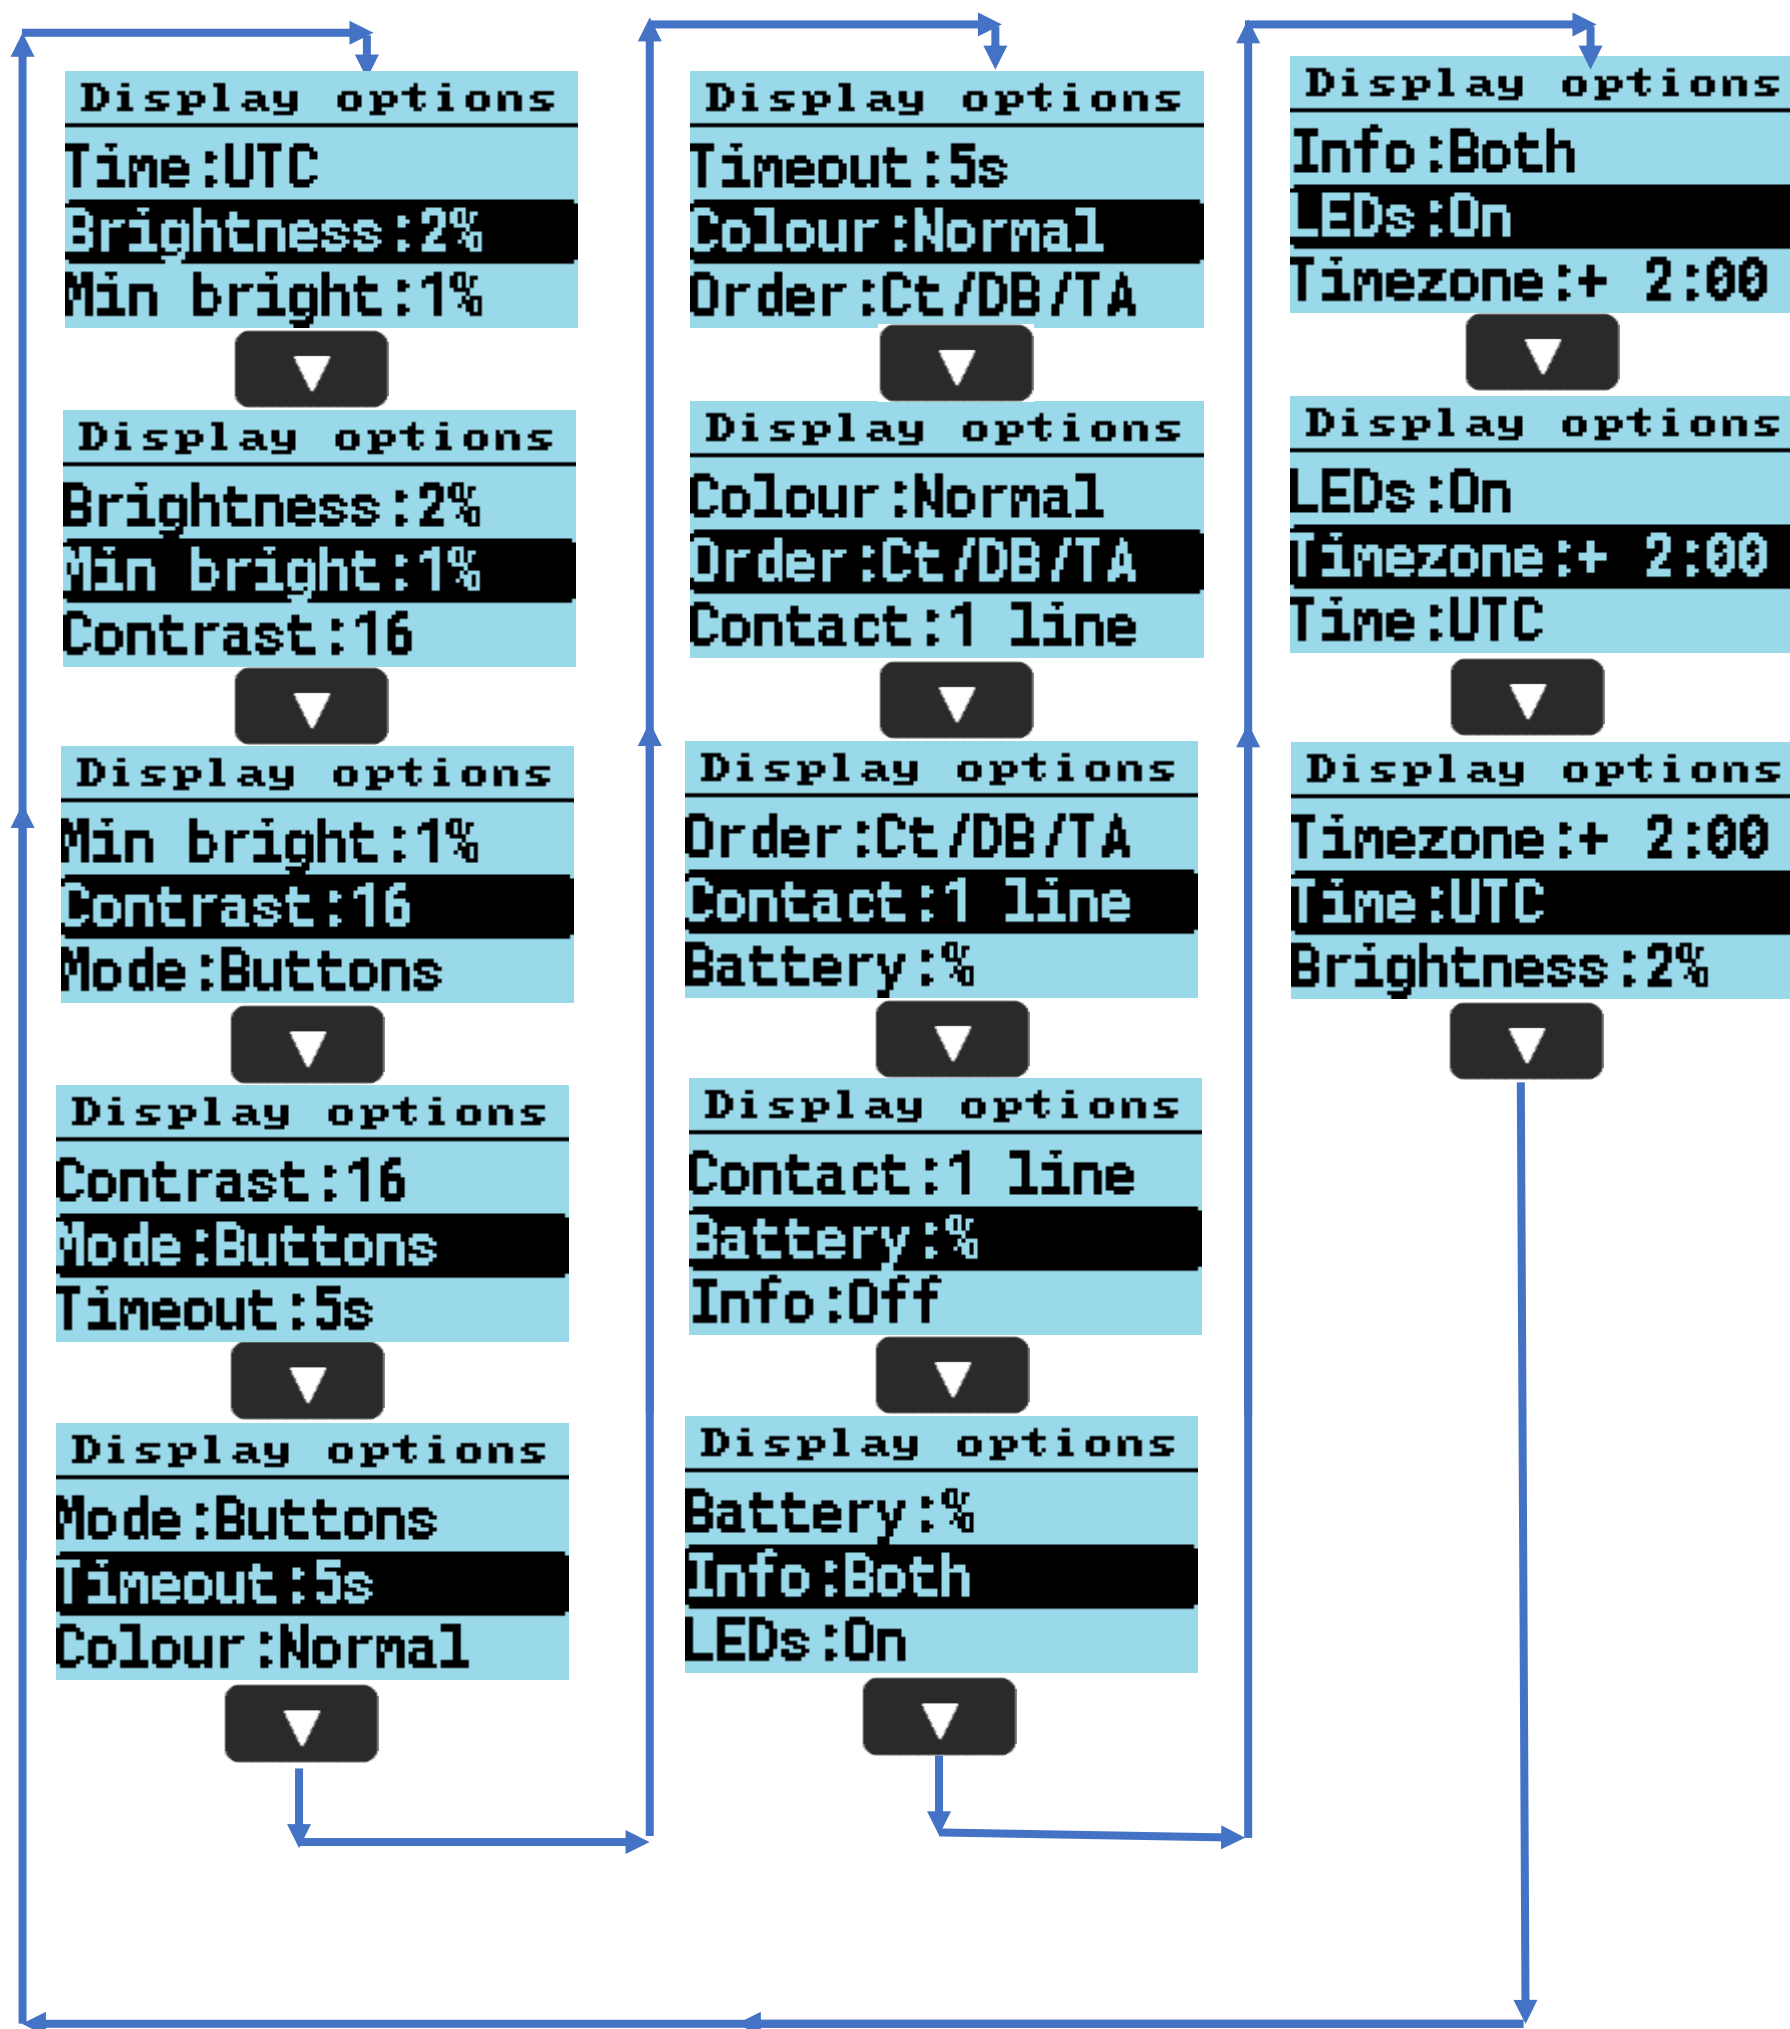 Display options
Time:UTC
Brightness:2%
Min bright:1%
Display options
Brightness:2%
Min bright:1%
Contrast:16
Display options
Min bright:1%
Contrast:16
Mode:Buttons
Display options
Contrast:16
Mode:Buttons
Timeout:5s
Display options
Mode:Buttons
Timeout:5s
Colour:Normal
Display options
Timeout:5s
Colour:Normal
Order:Ct/DB/TA
Display options
Colour:Normal
Order:Ct/DB/TA
Contact:1 line
Display options
Order:Ct/DB/TA
Contact:1 line
Battery:%
Display options
Contact:1 line
Battery:%
Info:Off
Display options
Battery:%
Info:Both
LEDs:On
Display options
Info:Both
LEDs:On
Timezone:+ 2:00
Display options
LEDs:On
Timezone:+ 2:00
Time:UTC
Display options
Timezone:+ 2:00
Time:UTC
Brightness:2%